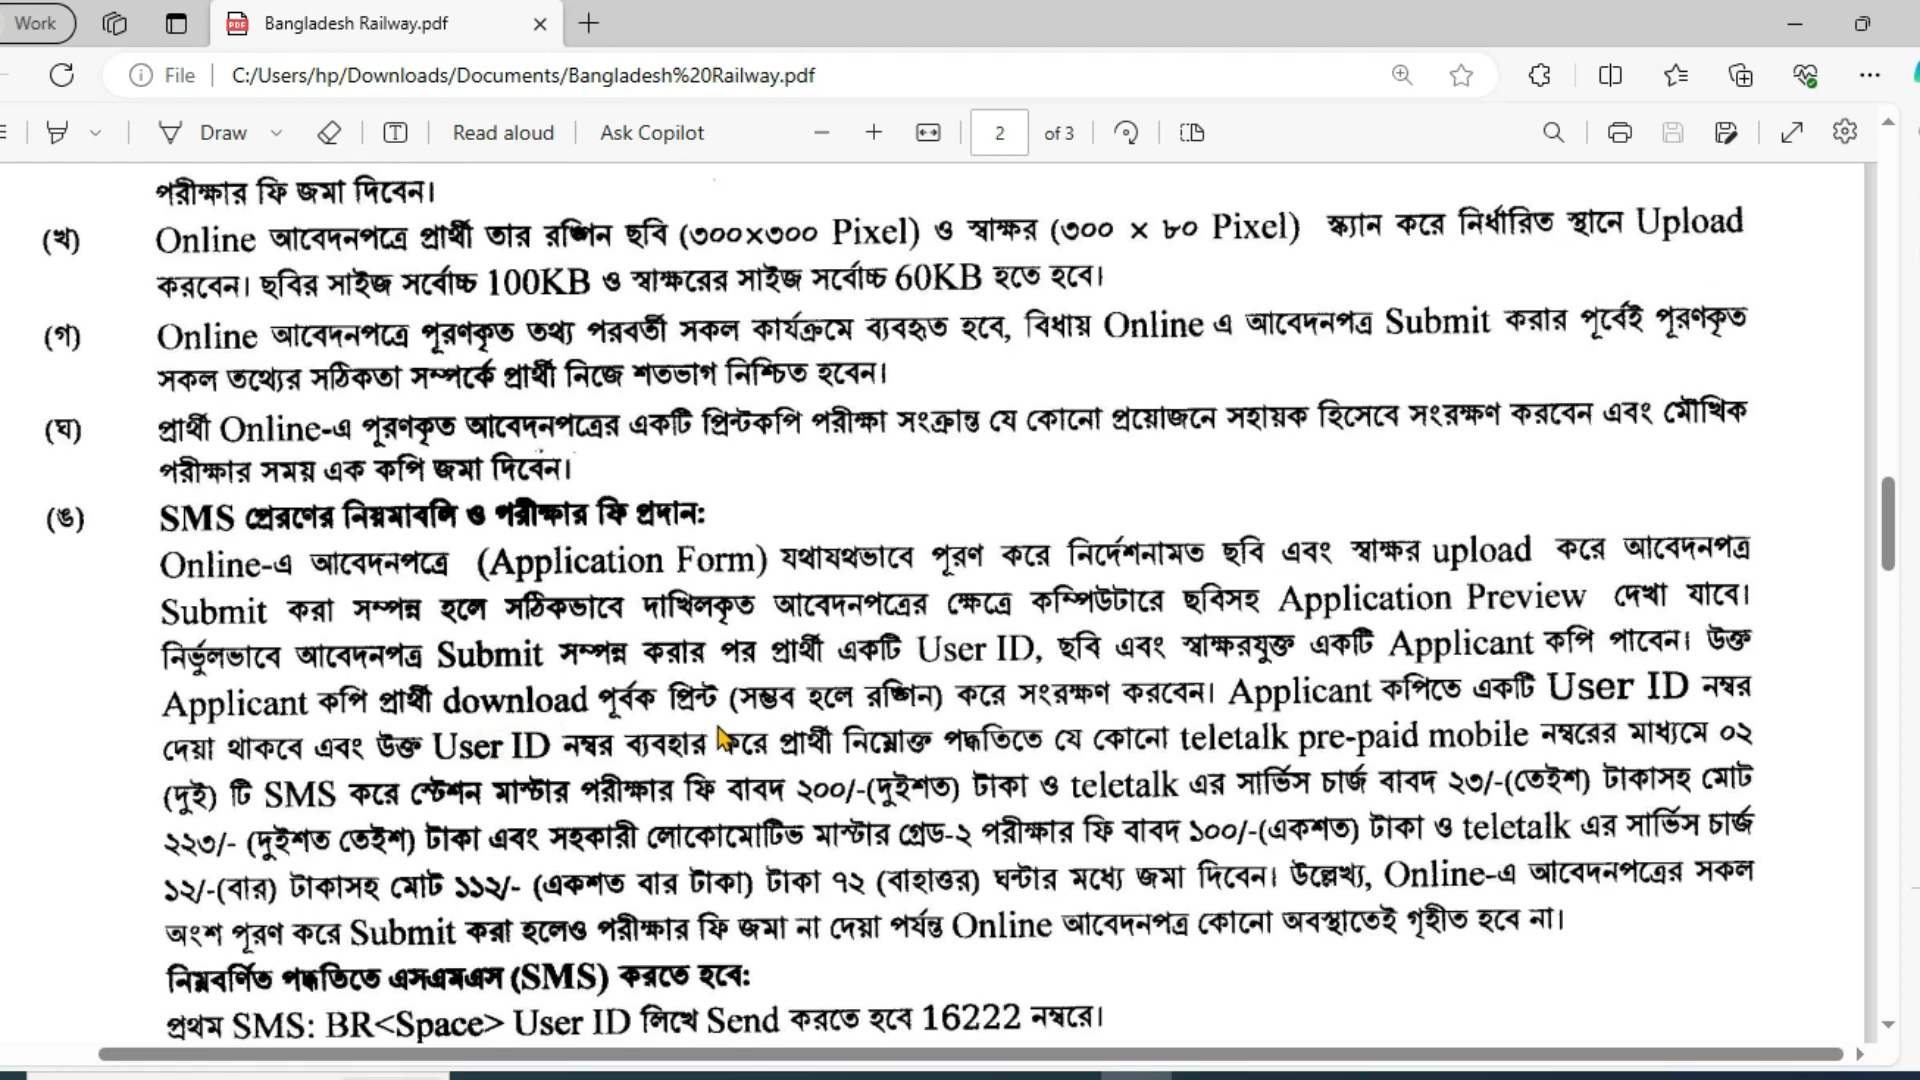 Work
Bangladesh Railway.pdf
File
C:/Users/hp/Downloads/Documents/Bangladesh%20Railway.pdf
Draw
Read aloud
Ask Copilot
2
of 3
পরীক্ষার ফি জমা দিবেন।
(খ) Online আবেদনপত্রে প্রার্থী তার রঙ্গিন ছবি (৩০০×৩০০ Pixel) ও স্বাক্ষর (৩০০ × ৮০ Pixel) স্ক্যান করে নির্ধারিত স্থানে Upload
করবেন। ছবির সাইজ সর্বোচ্চ 100KB ও স্বাক্ষরের সাইজ সর্বোচ্চ 60KB হতে হবে।
(গ) Online আবেদনপত্রে পূরণকৃত তথ্য পরবর্তী সকল কার্যক্রমে ব্যবহৃত হবে, বিধায় Online এ আবেদনপত্র Submit করার পূর্বেই পূরণকৃত
সকল তথ্যের সঠিকতা সম্পর্কে প্রার্থী নিজে শতভাগ নিশ্চিত হবেন।
(ঘ) প্রার্থী Online-এ পূরণকৃত আবেদনপত্রের একটি প্রিন্টকপি পরীক্ষা সংক্রান্ত যে কোনো প্রয়োজনে সহায়ক হিসেবে সংরক্ষণ করবেন এবং মৌখিক
পরীক্ষার সময় এক কপি জমা দিবেন।
(ঙ) SMS প্রেরণের নিয়মাবলি ও পরীক্ষার ফি প্রদান:
Online-এ আবেদনপত্রে (Application Form) যথাযথভাবে পূরণ করে নির্দেশনামত ছবি এবং স্বাক্ষর upload করে আবেদনপত্র
Submit করা সম্পন্ন হলে সঠিকভাবে দাখিলকৃত আবেদনপত্রের ক্ষেত্রে কম্পিউটারে ছবিসহ Application Preview দেখা যাবে।
নির্ভুলভাবে আবেদনপত্র Submit সম্পন্ন করার পর প্রার্থী একটি User ID, ছবি এবং স্বাক্ষরযুক্ত একটি Applicant কপি পাবেন। উক্ত
Applicant কপি প্রার্থী download পূর্বক প্রিন্ট (সম্ভব হলে রঙ্গিন) করে সংরক্ষণ করবেন। Applicant কপিতে একটি User ID নম্বর
দেয়া থাকবে এবং উক্ত User ID নম্বর ব্যবহার করে প্রার্থী নিম্নোক্ত পদ্ধতিতে যে কোনো teletalk pre-paid mobile নম্বরের মাধ্যমে ০২
(দুই) টি SMS করে স্টেশন মাস্টার পরীক্ষার ফি বাবদ ২০০/-(দুইশত) টাকা ও teletalk এর সার্ভিস চার্জ বাবদ ২৩/-(তেইশ) টাকাসহ মোট
২২৩/- (দুইশত তেইশ) টাকা এবং সহকারী লোকোমোটিভ মাস্টার গ্রেড-২ পরীক্ষার ফি বাবদ ১০০/-(একশত) টাকা ও teletalk এর সার্ভিস চার্জ
১২/-(বার) টাকাসহ মোট ১১২/- (একশত বার টাকা) টাকা ৭২ (বাহাত্তর) ঘন্টার মধ্যে জমা দিবেন। উল্লেখ্য, Online-এ আবেদনপত্রের সকল
অংশ পূরণ করে Submit করা হলেও পরীক্ষার ফি জমা না দেয়া পর্যন্ত Online আবেদনপত্র কোনো অবস্থাতেই গৃহীত হবে না।
নিম্নবর্ণিত পদ্ধতিতে এসএমএস (SMS) করতে হবে:
প্রথম SMS: BR<Space> User ID লিখে Send করতে হবে 16222 নম্বরে।